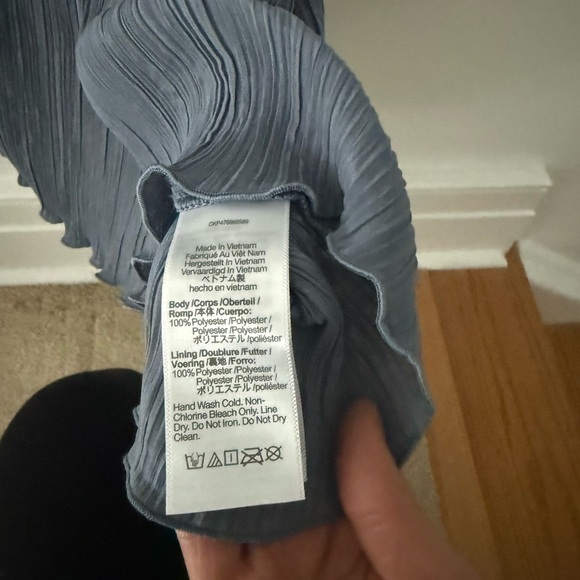 CKP476965589
Made In Vietnam
Fabriqué Au Viêt Nam
Hergestellt In Vietnam
Vervaardigd In Vietnam
ベトナム製
hecho en vietnam
Body /Corps /Oberteil /
Romp /本体 /Cuerpo:
100% Polyester /Polyester /
Polyester /Polyester /
ポリエステル /poliéster
Lining /Doublure /Futter /
Voering /裏地 /Forro:
100% Polyester /Polyester /
Polyester /Polyester /
ポリエステル /poliéster
Hand Wash Cold. Non-
Chlorine Bleach Only. Line
Dry. Do Not Iron. Do Not Dry
Clean.